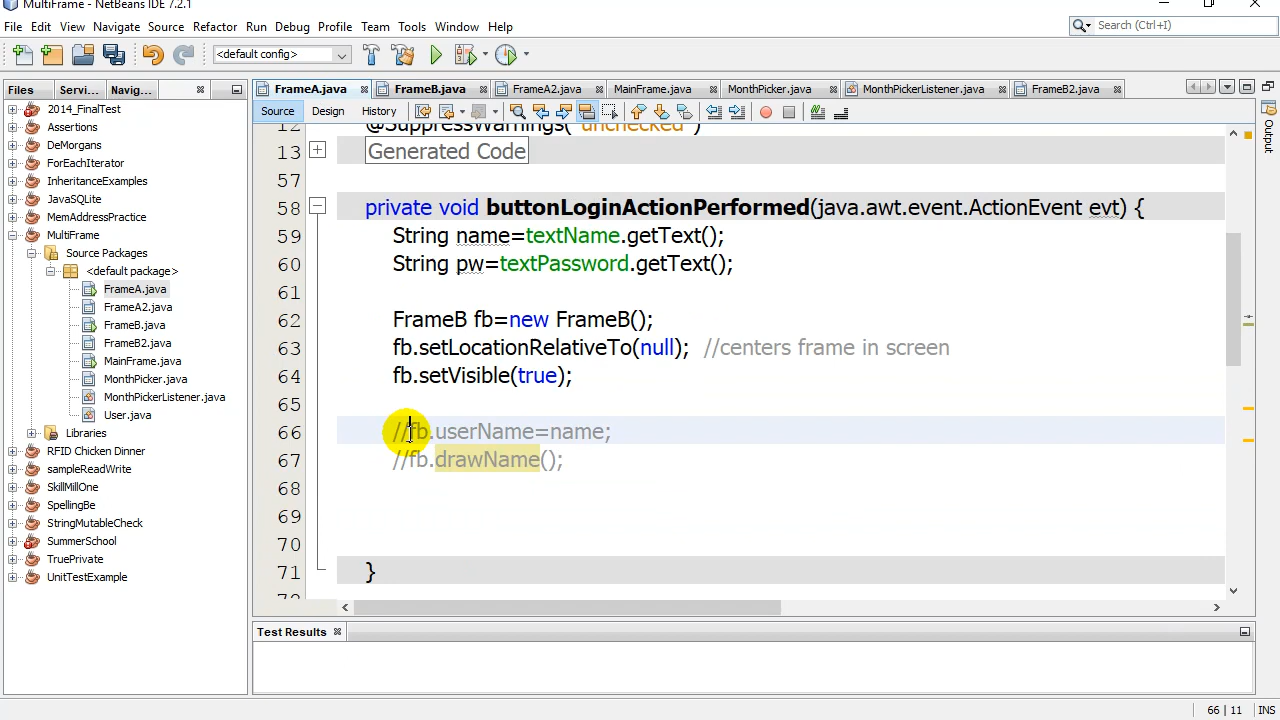 MultiFrame - NetBeans IDE 7.2.1
File Edit View Navigate Source Refactor Run Debug Profile Team Tools Window Help
Search (Ctrl+I)
<default config>
Files Servi... Navig...
FrameA.java FrameB.java FrameA2.java MainFrame.java MonthPicker.java MonthPickerListener.java FrameB2.java
Source Design History
2014_FinalTest
Assertions
DeMorgans
ForEachIterator
InheritanceExamples
JavaSQLite
MemAddressPractice
MultiFrame
Source Packages
<default package>
FrameA.java
FrameA2.java
FrameB.java
FrameB2.java
MainFrame.java
MonthPicker.java
MonthPickerListener.java
User.java
Libraries
RFID Chicken Dinner
sampleReadWrite
SkillMillOne
SpellingBe
StringMutableCheck
SummerSchool
TruePrivate
UnitTestExample
12 @SuppressWarnings("unchecked")
13 Generated Code
57
58 private void buttonLoginActionPerformed(java.awt.event.ActionEvent evt) {
59 String name=textName.getText();
60 String pw=textPassword.getText();
61
62 FrameB fb=new FrameB();
63 fb.setLocationRelativeTo(null); //centers frame in screen
64 fb.setVisible(true);
65
66 //fb.userName=name;
67 //fb.drawName();
68
69
70
71 }
Output
Test Results
66 | 11 INS